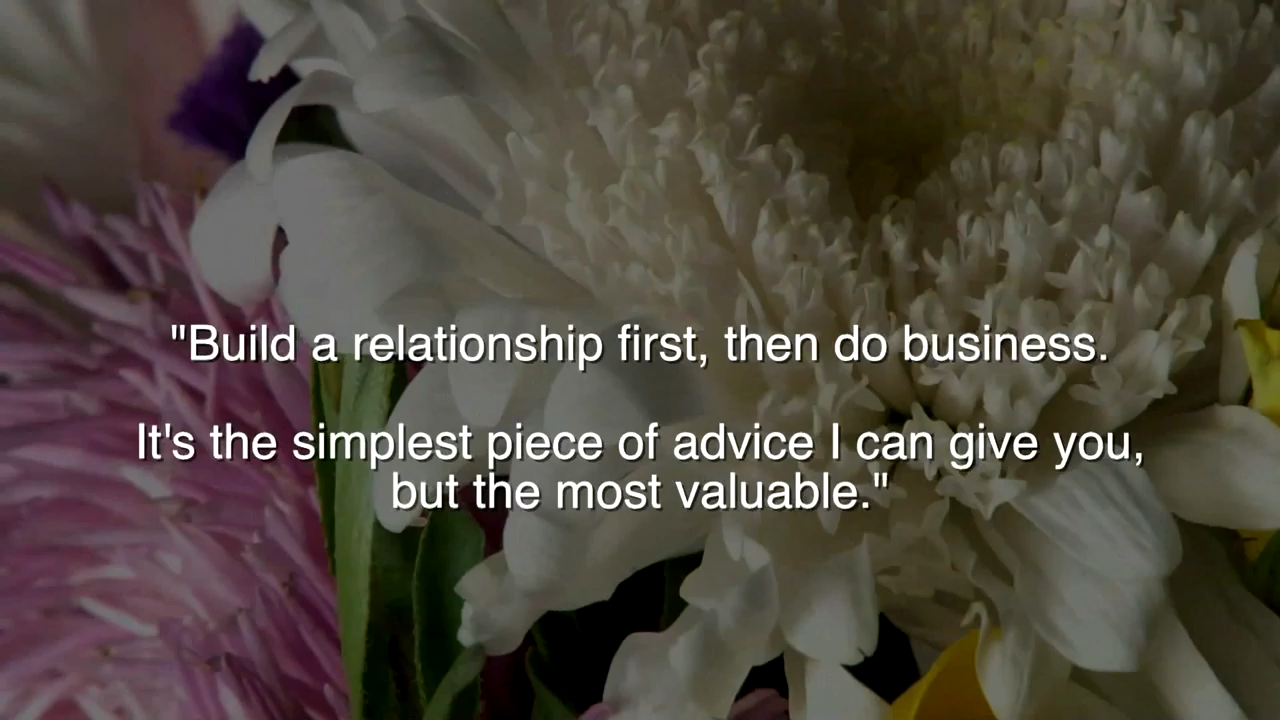 "Build a relationship first, then do business.
It's the simplest piece of advice I can give you,
but the most valuable."